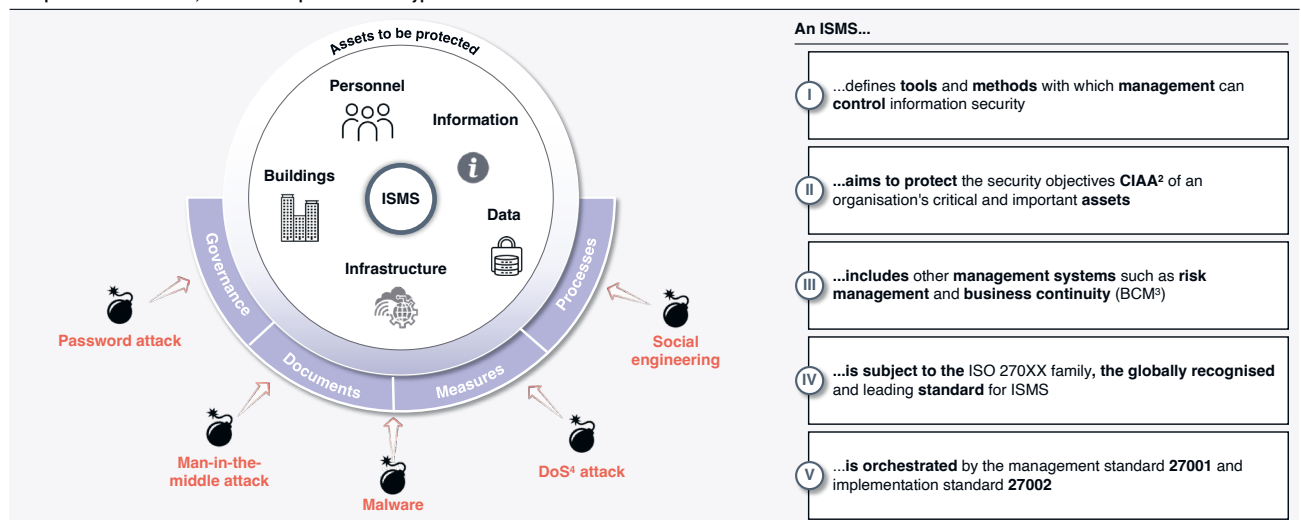 Assets to be protected
Personnel
Information
Buildings
ISMS
Data
Infrastructure
Governance
Documents
Measures
Processes
Password attack
Man-in-the-
middle attack
Malware
DoS⁴ attack
Social
engineering
An ISMS...
I
...defines tools and methods with which management can
control information security
II
...aims to protect the security objectives CIAA² of an
organisation's critical and important assets
III
...includes other management systems such as risk
management and business continuity (BCM³)
IV
...is subject to the ISO 270XX family, the globally recognised
and leading standard for ISMS
V
...is orchestrated by the management standard 27001 and
implementation standard 27002